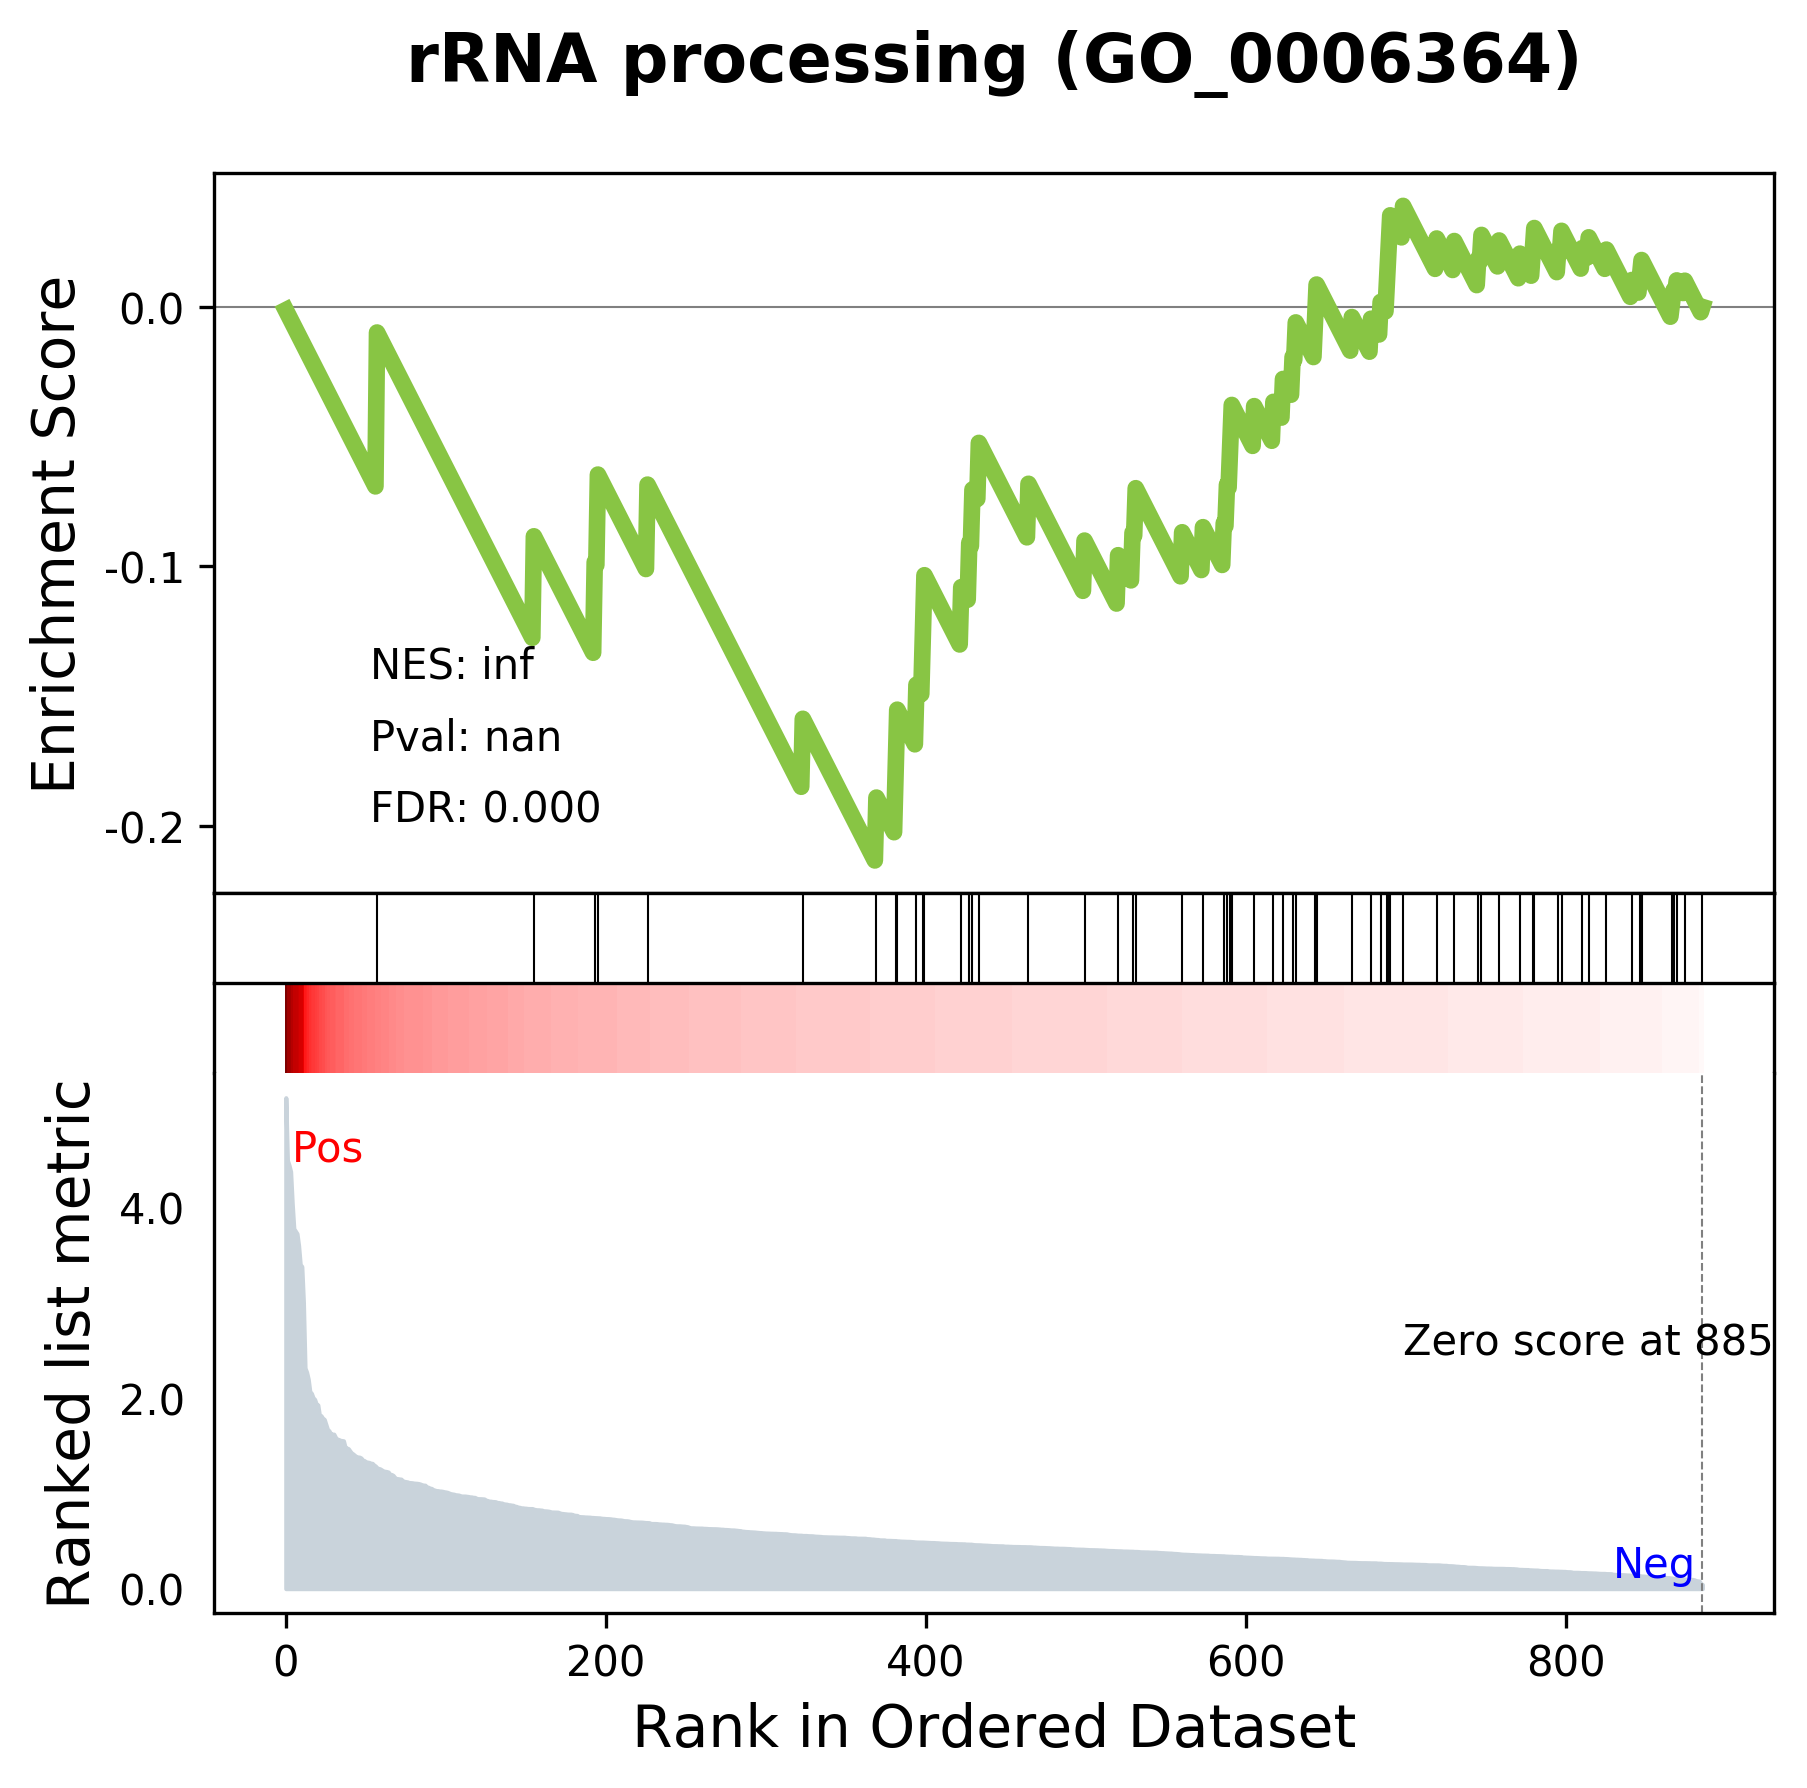 rRNA processing (GO_0006364)
Enrichment Score
0.0
-0.1
-0.2
NES: inf
Pval: nan
FDR: 0.000
Ranked list metric
Pos
4.0
Zero score at 885
2.0
Neg
0.0
0 200 400 600 800
Rank in Ordered Dataset